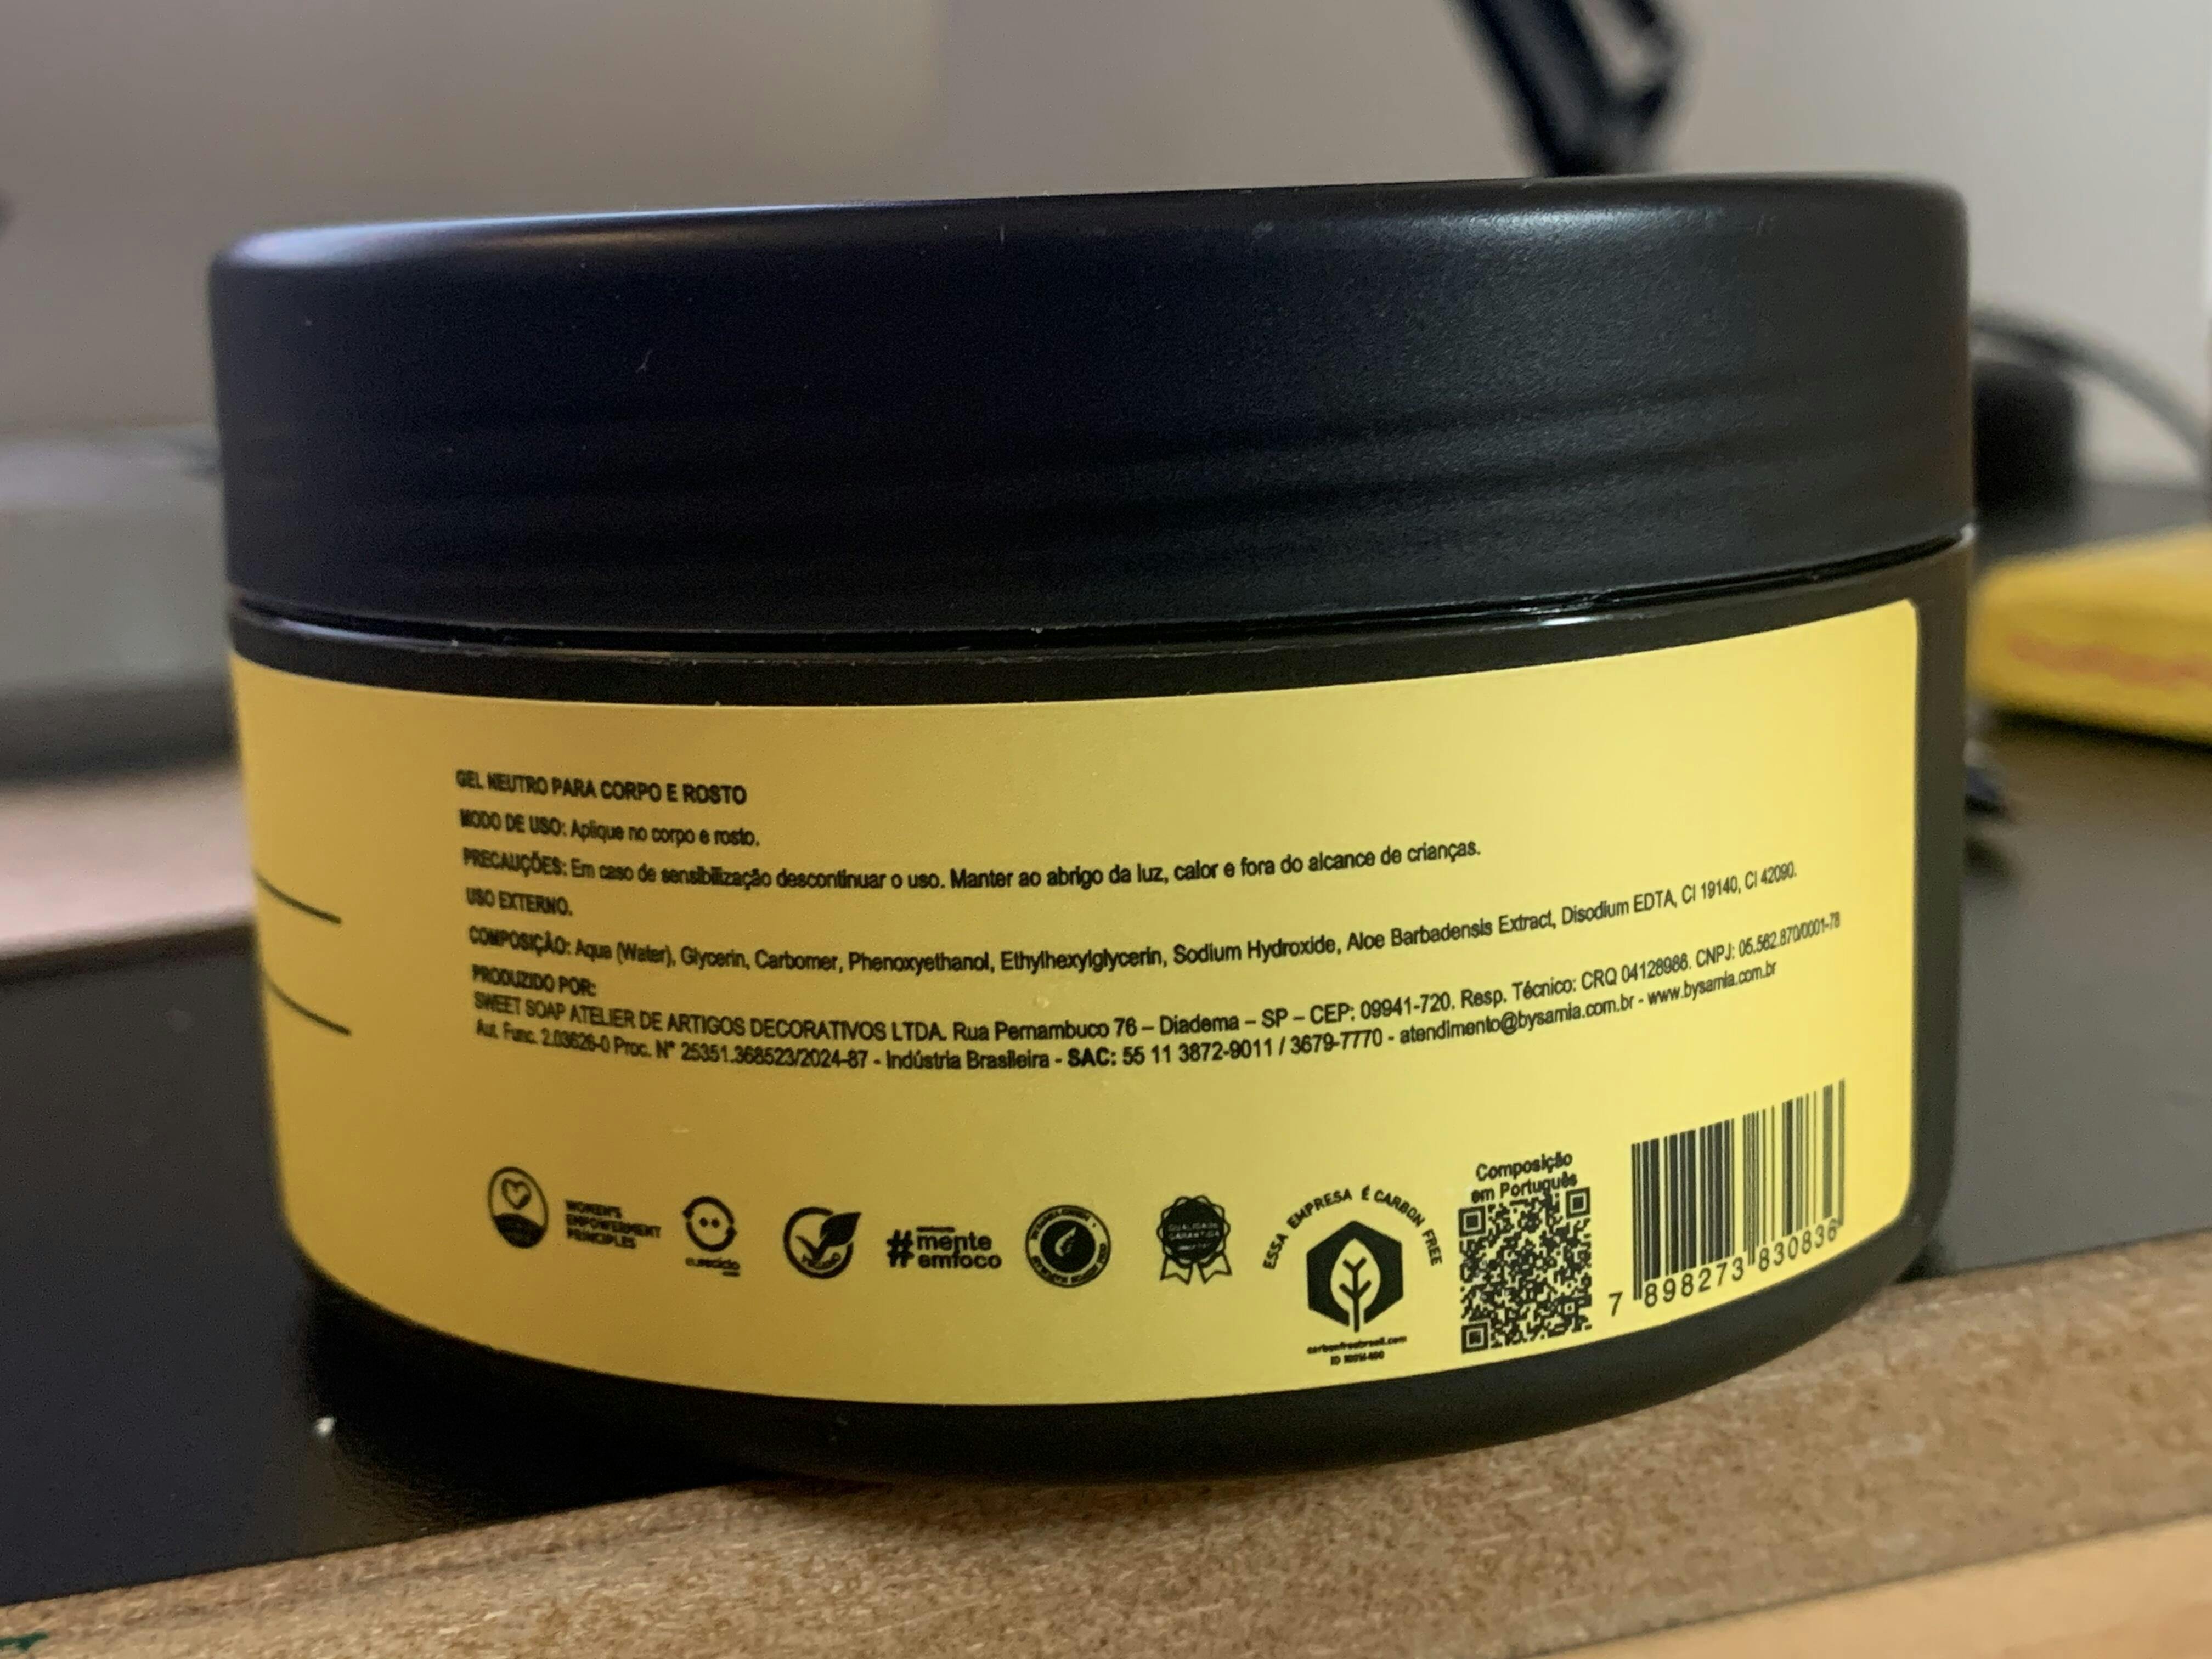 GEL NEUTRO PARA CORPO E ROSTO
MODO DE USO: Aplique no corpo e rosto.
PRECAUÇÕES: Em caso de sensibilização descontinuar o uso. Manter ao abrigo da luz, calor e fora do alcance de crianças.
USO EXTERNO.
COMPOSIÇÃO: Aqua (Water), Glycerin, Carbomer, Phenoxyethanol, Ethylhexylglycerin, Sodium Hydroxide, Aloe Barbadensis Extract, Disodium EDTA, CI 19140, CI 42090.
PRODUZIDO POR:
SWEET SOAP ATELIER DE ARTIGOS DECORATIVOS LTDA. Rua Pernambuco 76 – Diadema – SP – CEP: 09941-720. Resp. Técnico: CRQ 04128986. CNPJ: 05.562.870/0001-78
Aut. Func. 2.03626-0 Proc. Nº 25351.368523/2024-87 - Indústria Brasileira - SAC: 55 11 3872-9011 / 3679-7770 - atendimento@bysamia.com.br - www.bysamia.com.br
WOMEN'S
EMPOWERMENT
PRINCIPLES
eureciclo
VEGANO
#mente
emfoco
QUALIDADE
GARANTIDA
ESSA EMPRESA É CARBON FREE
carbonfreebrasil.com
Composição
em Português
7 898273 830836